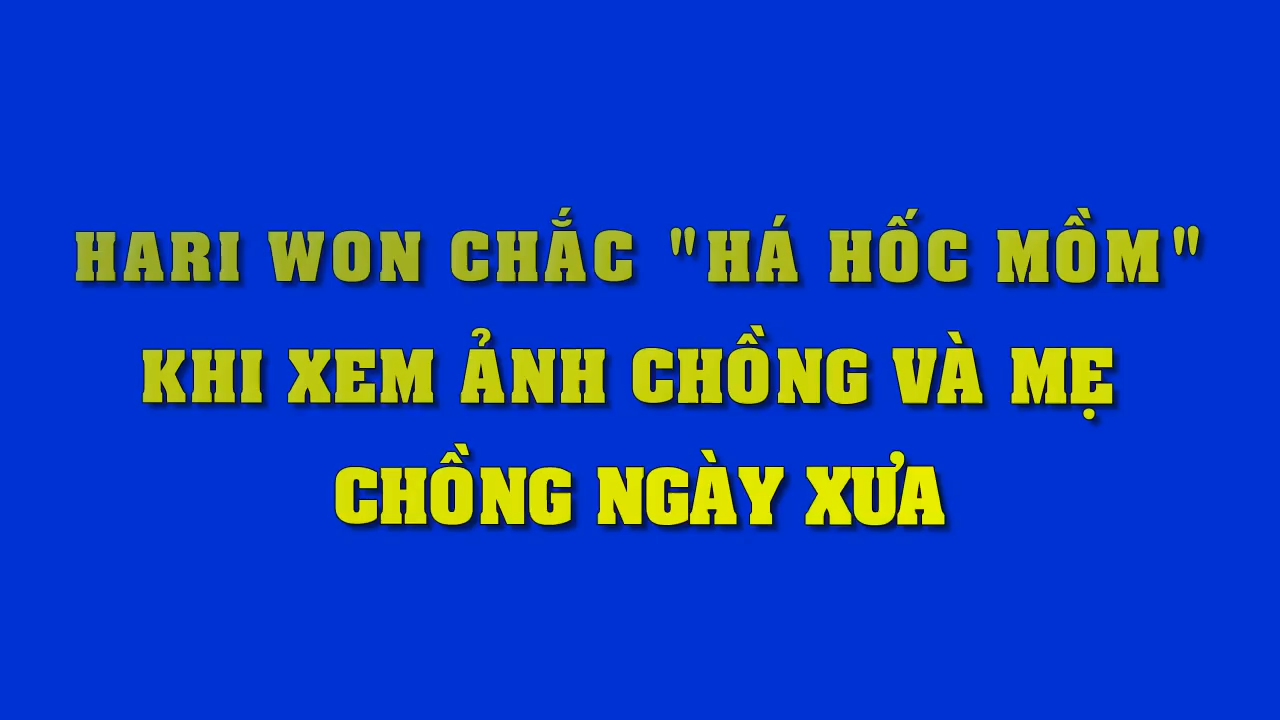 HARI WON CHẮC "HÁ HỐC MỒM"
KHI XEM ẢNH CHỒNG VÀ MẸ
CHỒNG NGÀY XƯA